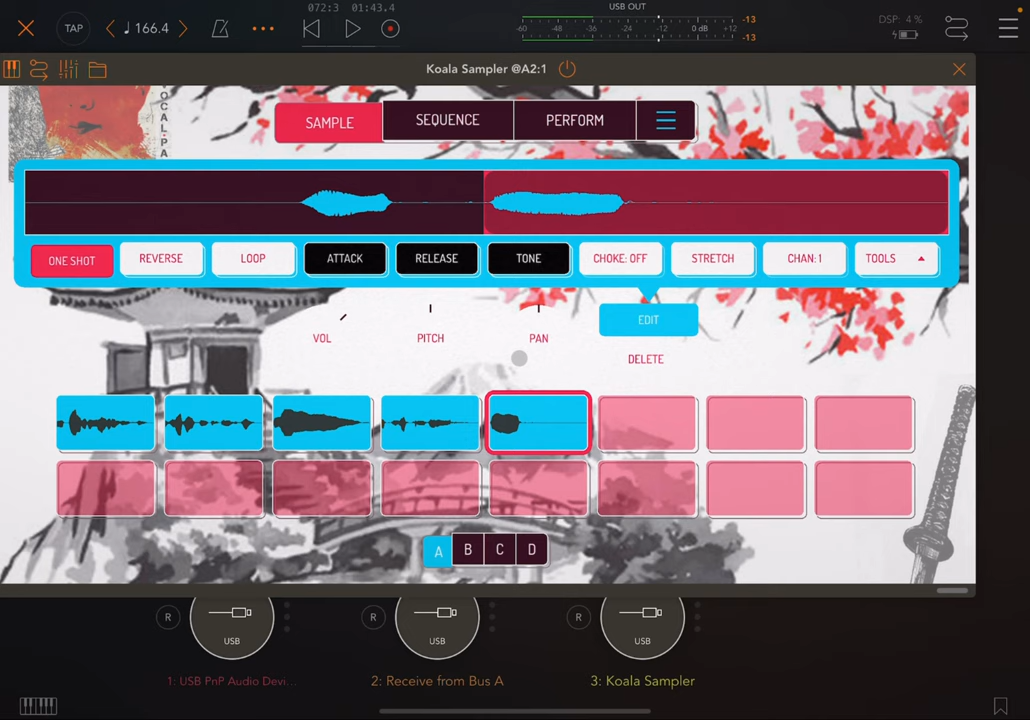 072:3 01:43.4
USB OUT
TAP
166.4
-60 -48 -36 -24 -12 0 dB +12
-13
-13
DSP: 4 %
Koala Sampler @A2:1
OCALPA
SAMPLE
SEQUENCE
PERFORM
ONE SHOT
REVERSE
LOOP
ATTACK
RELEASE
TONE
CHOKE: OFF
STRETCH
CHAN: 1
TOOLS
VOL
PITCH
PAN
EDIT
DELETE
A B C D
R
USB
R
USB
R
USB
1: USB PnP Audio Devi...
2: Receive from Bus A
3: Koala Sampler